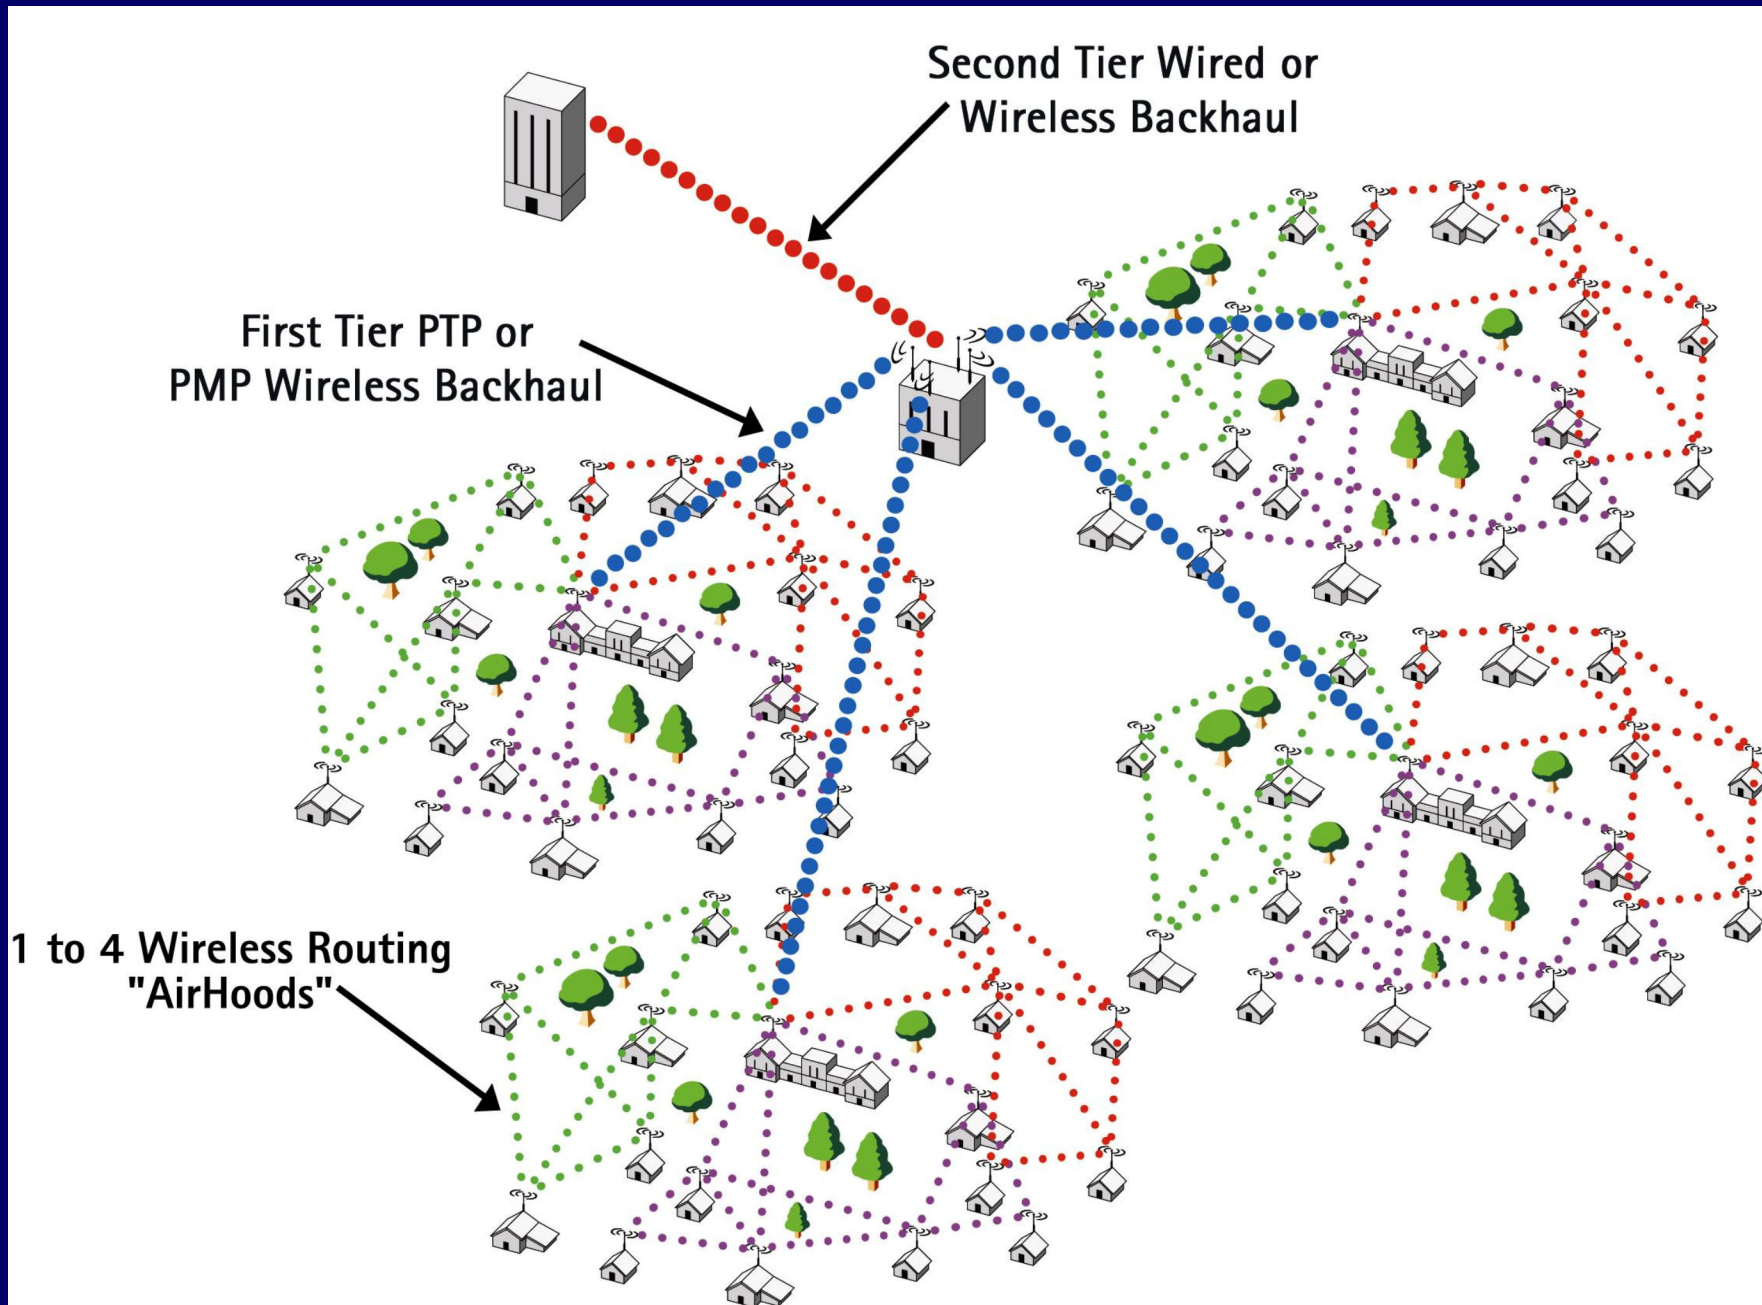 Second Tier Wired or
Wireless Backhaul
First Tier PTP or
PMP Wireless Backhaul
1 to 4 Wireless Routing
"AirHoods"